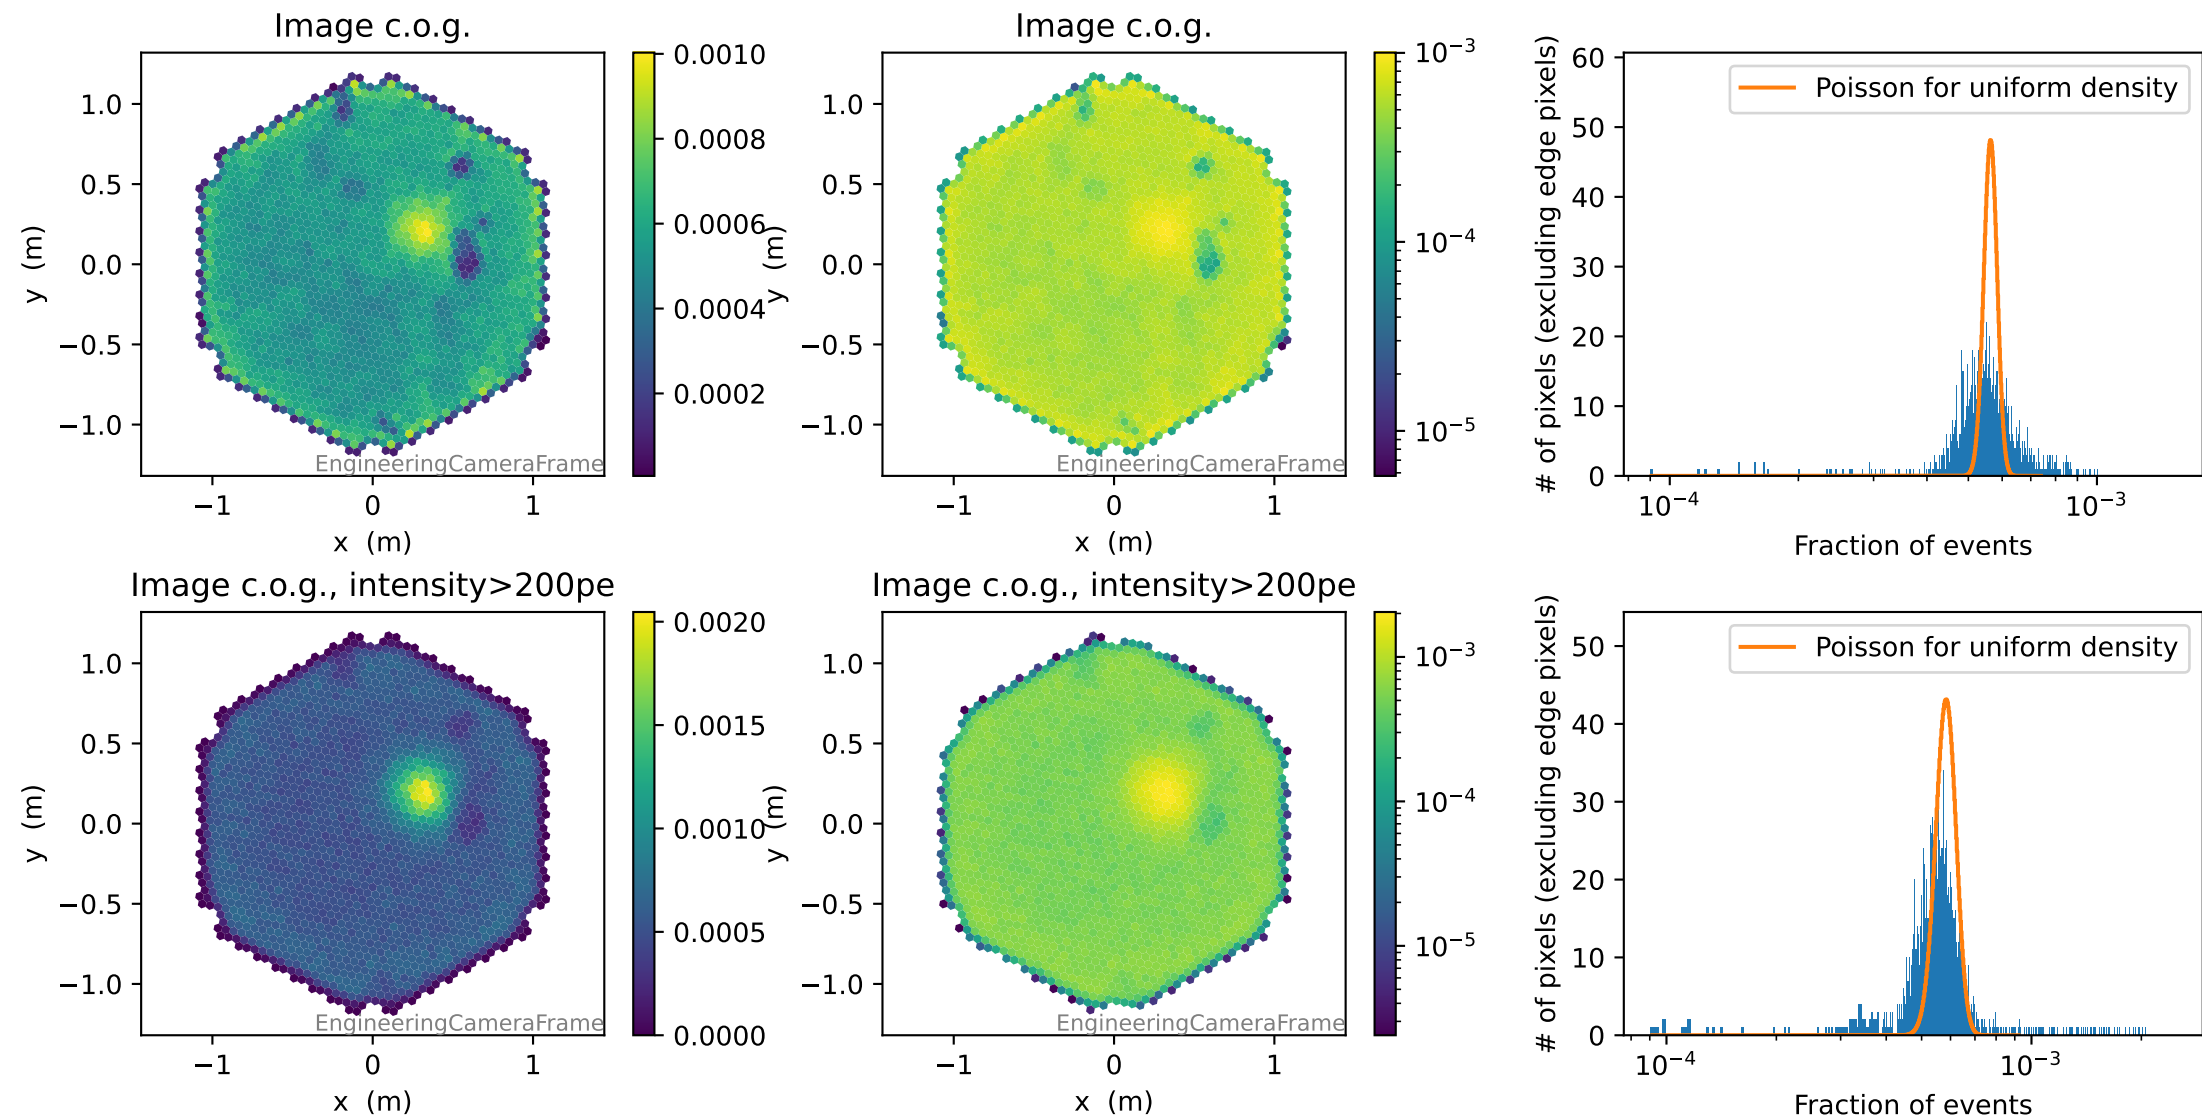 Image c.o.g.
1.0
0.5
0.0
−0.5
−1.0
y (m)
−1
0
1
x (m)
EngineeringCameraFrame
0.0010
0.0008
0.0006
0.0004
0.0002
Image c.o.g.
1.0
0.5
0.0
−0.5
−1.0
y (m)
−1
0
1
x (m)
EngineeringCameraFrame
10⁻³
10⁻⁴
10⁻⁵
60
50
40
30
20
10
0
# of pixels (excluding edge pixels)
Poisson for uniform density
10⁻⁴
10⁻³
Fraction of events
Image c.o.g., intensity>200pe
1.0
0.5
0.0
−0.5
−1.0
y (m)
−1
0
1
x (m)
EngineeringCameraFrame
0.0020
0.0015
0.0010
0.0005
0.0000
Image c.o.g., intensity>200pe
1.0
0.5
0.0
−0.5
−1.0
y (m)
−1
0
1
x (m)
EngineeringCameraFrame
10⁻³
10⁻⁴
10⁻⁵
50
40
30
20
10
0
# of pixels (excluding edge pixels)
Poisson for uniform density
10⁻⁴
10⁻³
Fraction of events